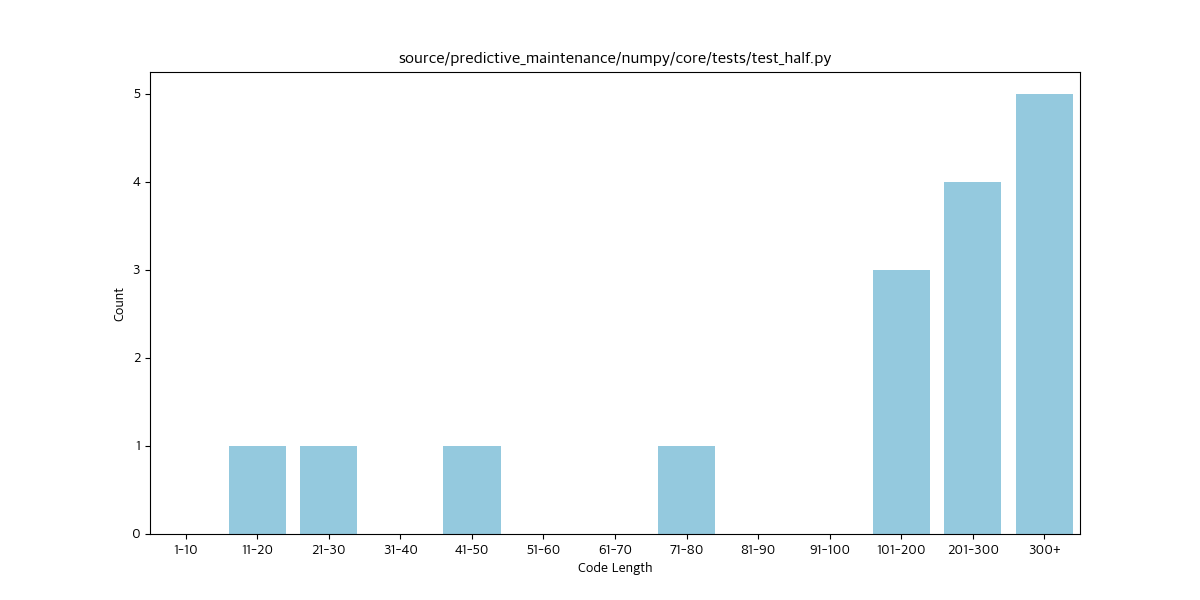 source/predictive_maintenance/numpy/core/tests/test_half.py
5
4
3
2
1
0
Count
1-10 11-20 21-30 31-40 41-50 51-60 61-70 71-80 81-90 91-100 101-200 201-300 300+
Code Length